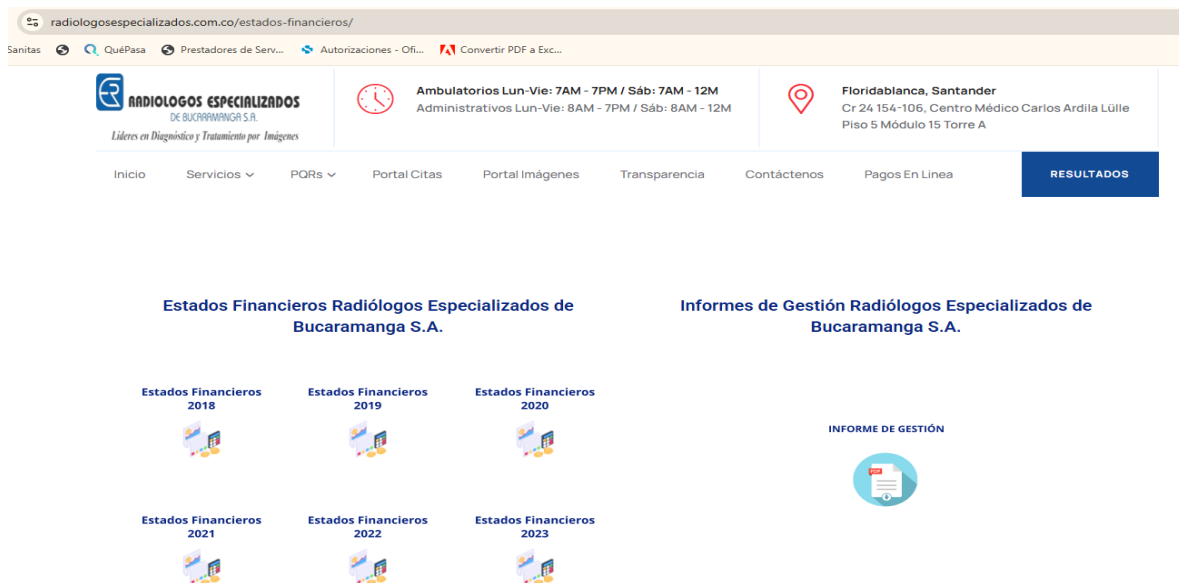 radiologosespecializados.com.co/estados-financieros/
Sanitas QuéPasa Prestadores de Serv... Autorizaciones - Ofi... Convertir PDF a Exc...
RADIOLOGOS ESPECIALIZADOS
DE BUCARAMANGA S.A.
Lideres en Diagnóstico y Tratamiento por Imágenes
Ambulatorios Lun-Vie: 7AM - 7PM / Sáb: 7AM - 12M
Administrativos Lun-Vie: 8AM - 7PM / Sáb: 8AM - 12M
Floridablanca, Santander
Cr 24 154-106, Centro Médico Carlos Ardila Lülle
Piso 5 Módulo 15 Torre A
Inicio Servicios PQRs Portal Citas Portal Imágenes Transparencia Contáctenos Pagos En Linea RESULTADOS
Estados Financieros Radiólogos Especializados de
Bucaramanga S.A.
Informes de Gestión Radiólogos Especializados de
Bucaramanga S.A.
Estados Financieros
2018
Estados Financieros
2019
Estados Financieros
2020
INFORME DE GESTIÓN
PDF
Estados Financieros
2021
Estados Financieros
2022
Estados Financieros
2023